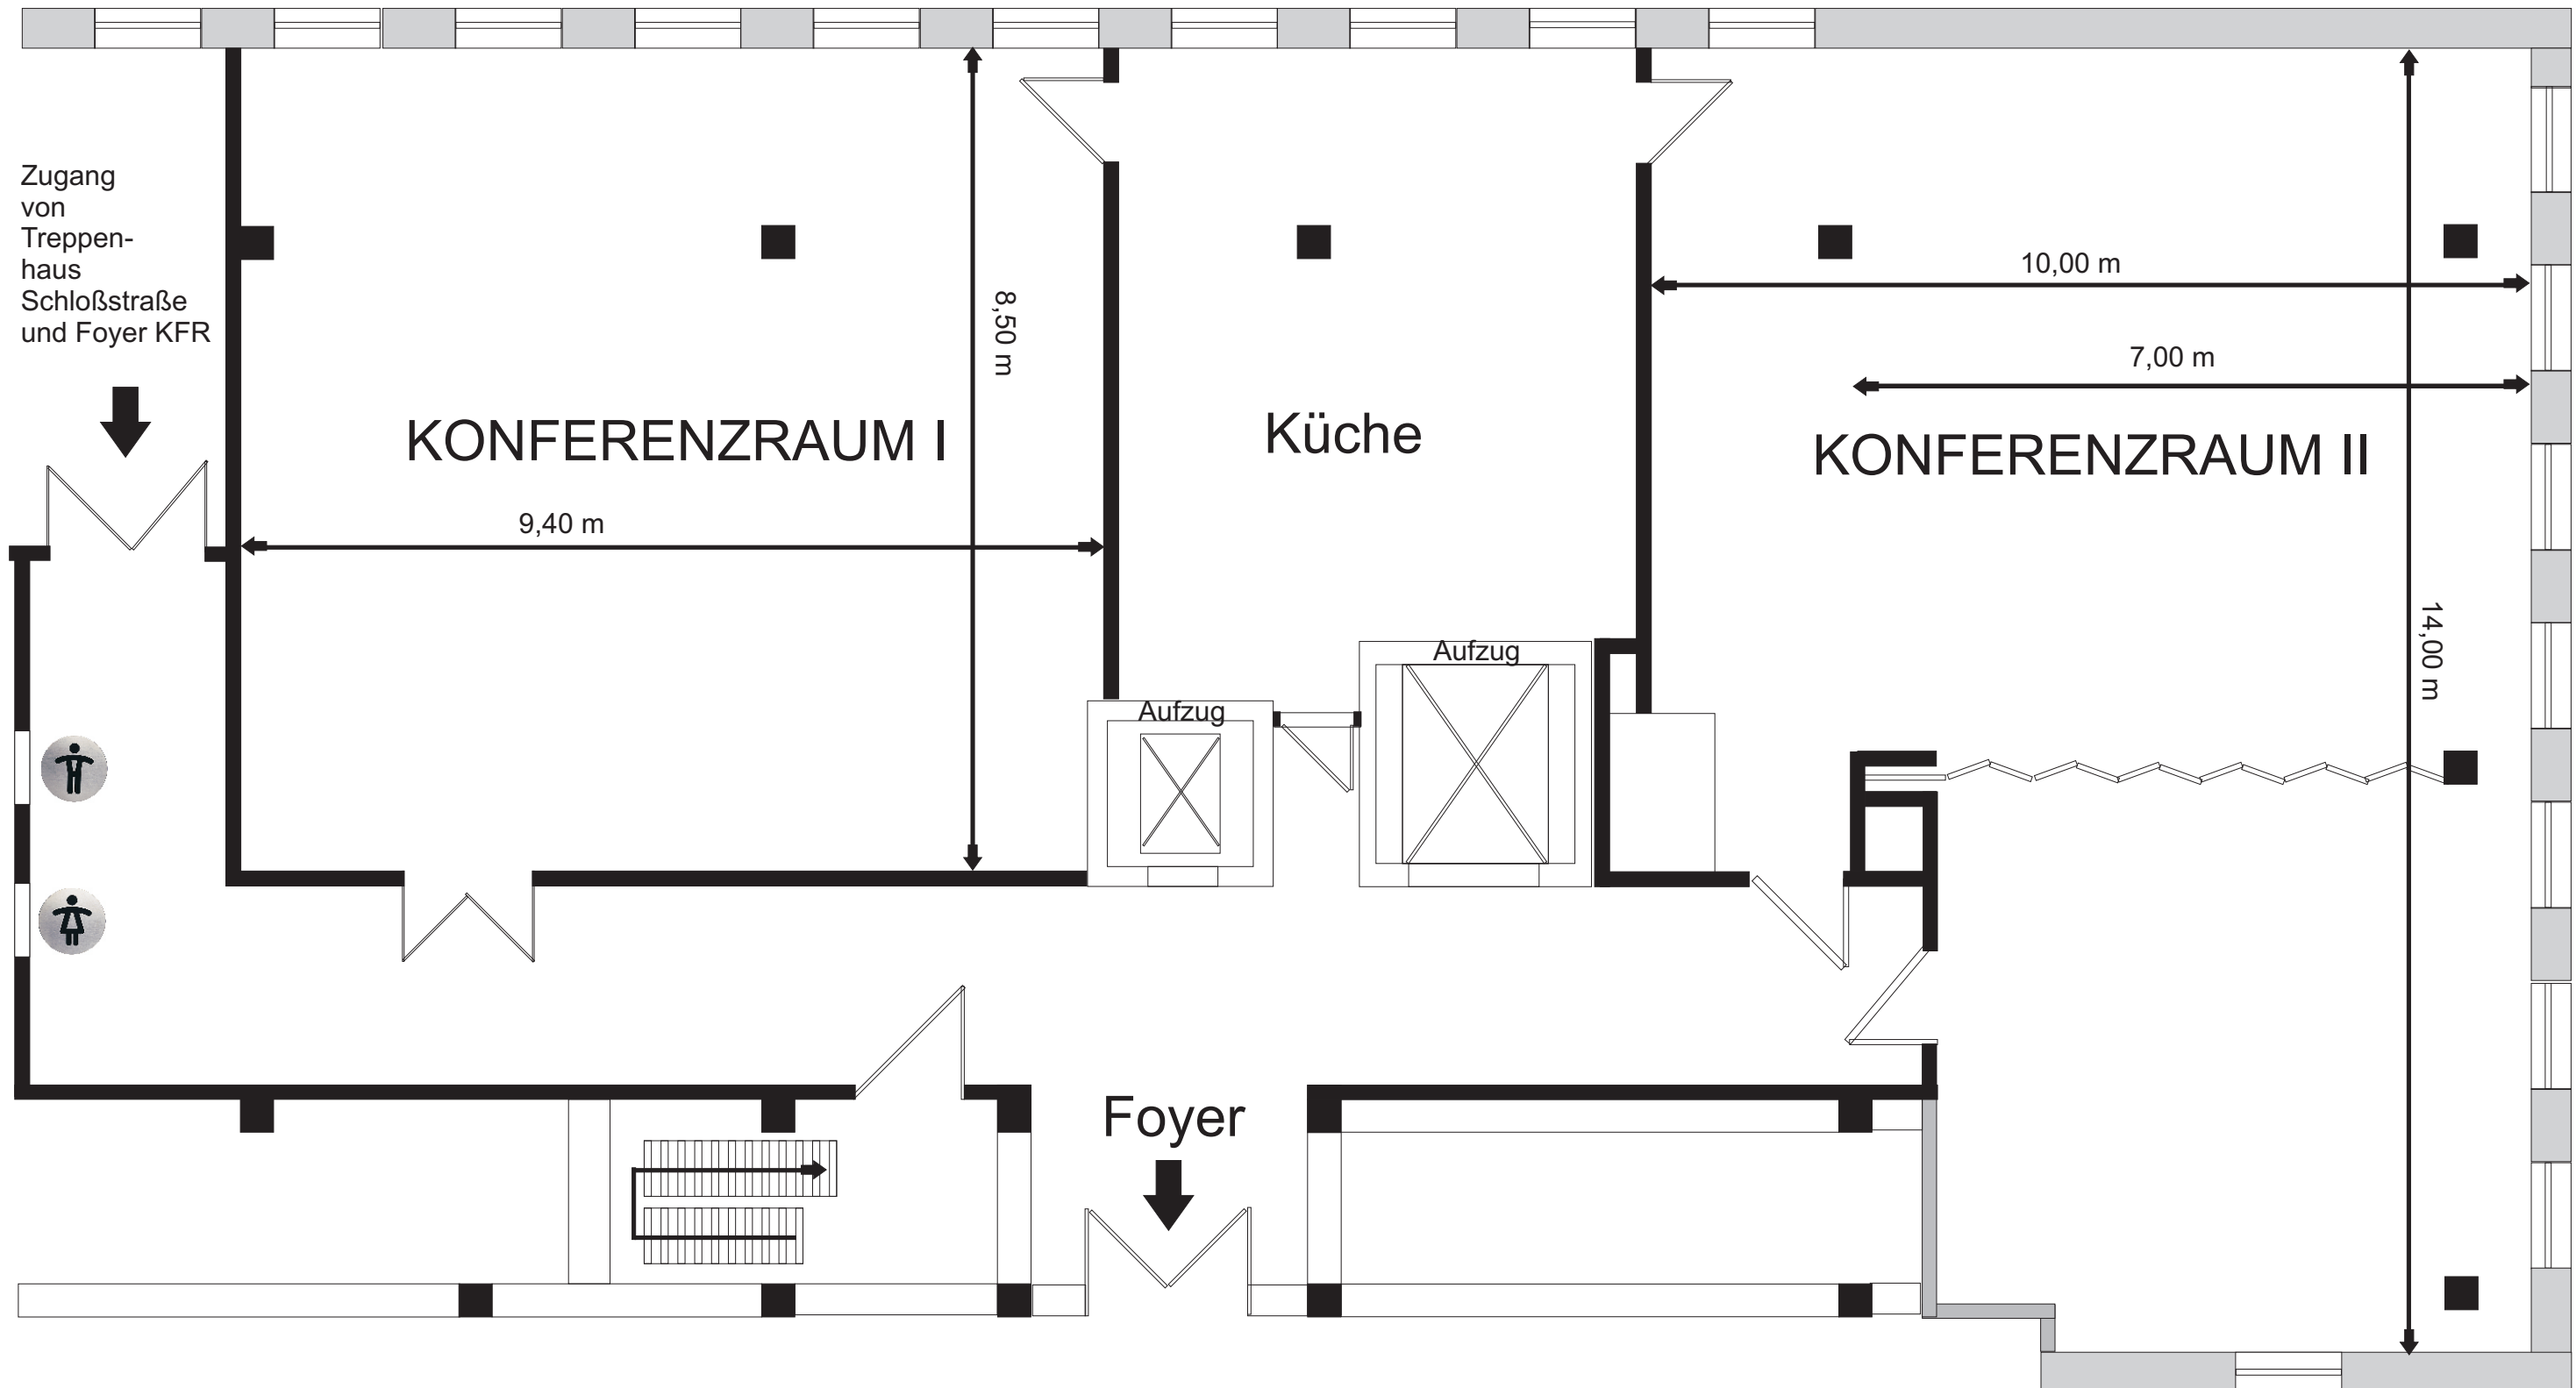 Zugang
von
Treppen-
haus
Schloßstraße
und Foyer KFR
KONFERENZRAUM I
8,50 m
9,40 m
Küche
Aufzug
Aufzug
10,00 m
7,00 m
KONFERENZRAUM II
14,00 m
Foyer